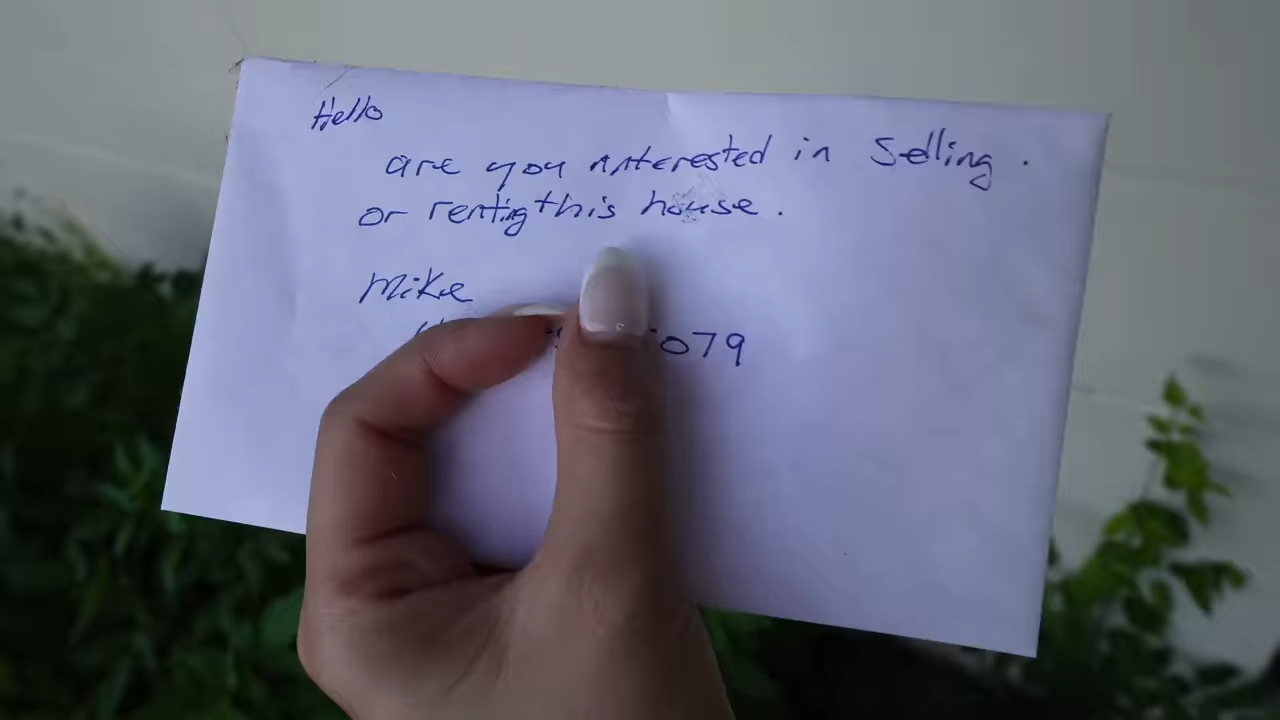 Hello
are you interested in Selling.
or renting this house.
Mike
079